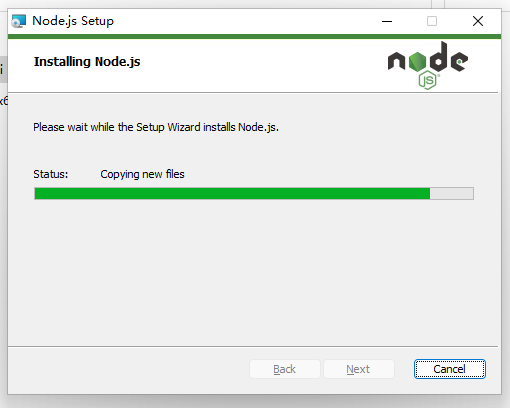 Node.js Setup
Installing Node.js
node
JS
Please wait while the Setup Wizard installs Node.js.
Status: Copying new files
Back Next Cancel